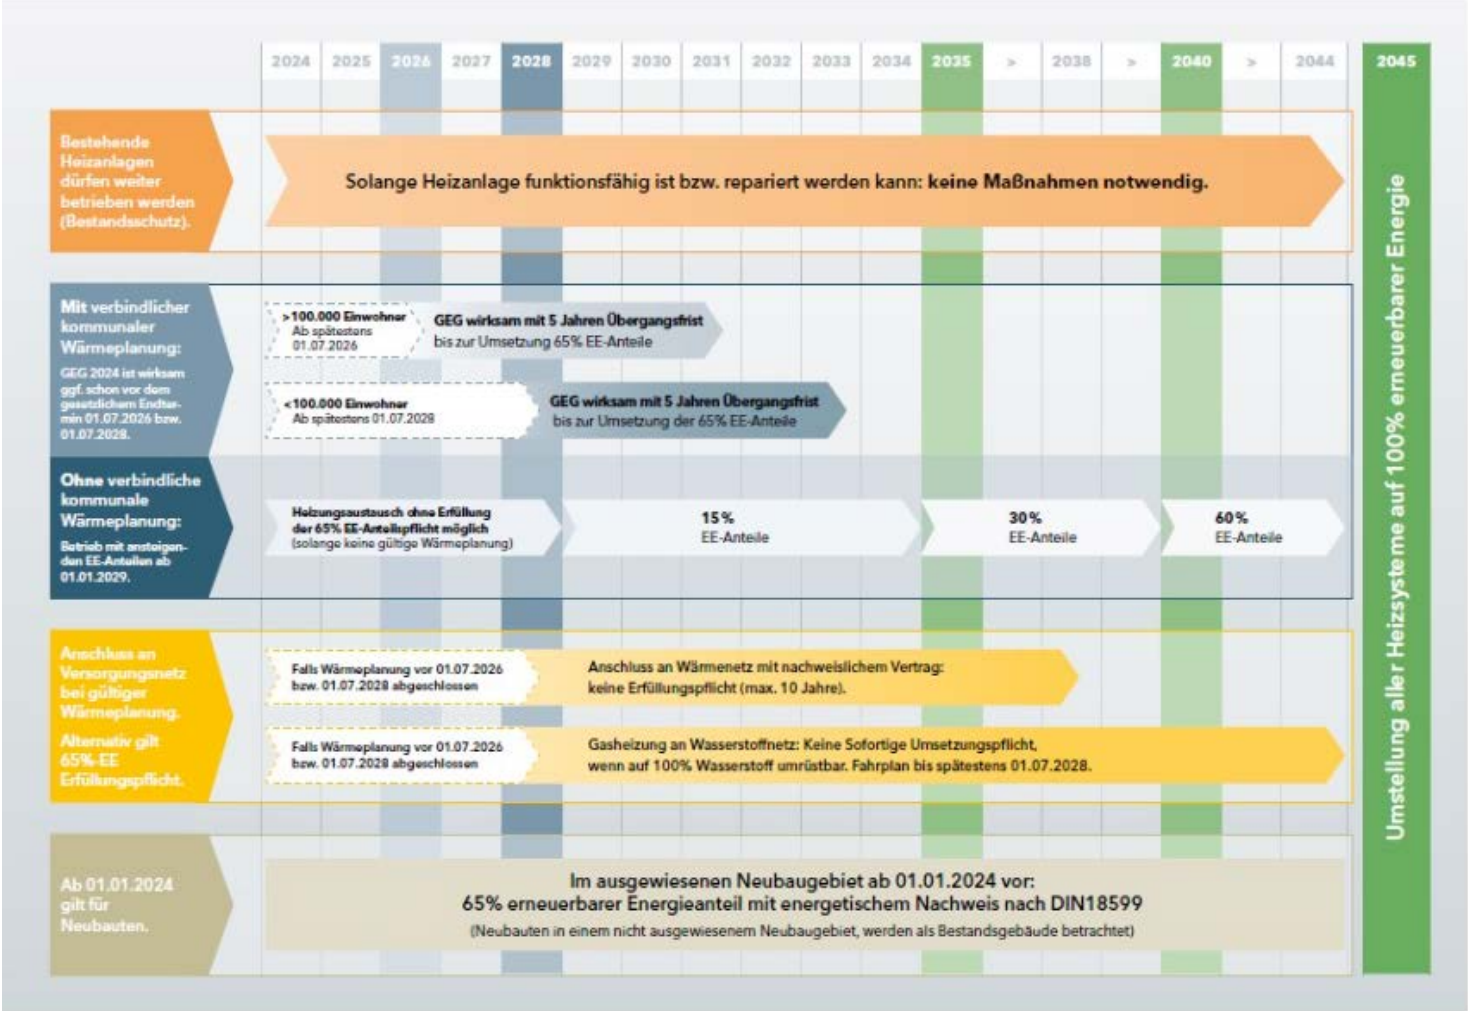 2024 2025 2026 2027 2028 2029 2030 2031 2032 2033 2034 2035 > 2038 > 2040 > 2044 2045
Bestehende
Heizanlagen
dürfen weiter
betrieben werden
(Bestandsschutz).
Solange Heizanlage funktionsfähig ist bzw. repariert werden kann: keine Maßnahmen notwendig.
Mit verbindlicher
kommunaler
Wärmeplanung:
GEG 2024 ist wirksam
ggf. schon vor dem
gesetzlichem Endter-
min 01.07.2026 bzw.
01.07.2028.
>100.000 Einwohner
Ab spätestens
01.07.2026
GEG wirksam mit 5 Jahren Übergangsfrist
bis zur Umsetzung 65% EE-Anteile
<100.000 Einwohner
Ab spätestens 01.07.2028
GEG wirksam mit 5 Jahren Übergangsfrist
bis zur Umsetzung der 65% EE-Anteile
Ohne verbindliche
kommunale
Wärmeplanung:
Betrieb mit ansteigen-
den EE-Anteilen ab
01.01.2029.
Heizungsaustausch ohne Erfüllung
der 65% EE-Anteilspflicht möglich
(solange keine gültige Wärmeplanung)
15%
EE-Anteile
30%
EE-Anteile
60%
EE-Anteile
Anschluss an
Versorgungsnetz
bei gültiger
Wärmeplanung.
Alternativ gilt
65%-EE
Erfüllungspflicht.
Falls Wärmeplanung vor 01.07.2026
bzw. 01.07.2028 abgeschlossen
Anschluss an Wärmenetz mit nachweislichem Vertrag:
keine Erfüllungspflicht (max. 10 Jahre).
Falls Wärmeplanung vor 01.07.2026
bzw. 01.07.2028 abgeschlossen
Gasheizung an Wasserstoffnetz: Keine Sofortige Umsetzungspflicht,
wenn auf 100% Wasserstoff umrüstbar. Fahrplan bis spätestens 01.07.2028.
Ab 01.01.2024
gilt für
Neubauten.
Im ausgewiesenen Neubaugebiet ab 01.01.2024 vor:
65% erneuerbarer Energieanteil mit energetischem Nachweis nach DIN18599
(Neubauten in einem nicht ausgewiesenem Neubaugebiet, werden als Bestandsgebäude betrachtet)
Umstellung aller Heizsysteme auf 100% erneuerbarer Energie